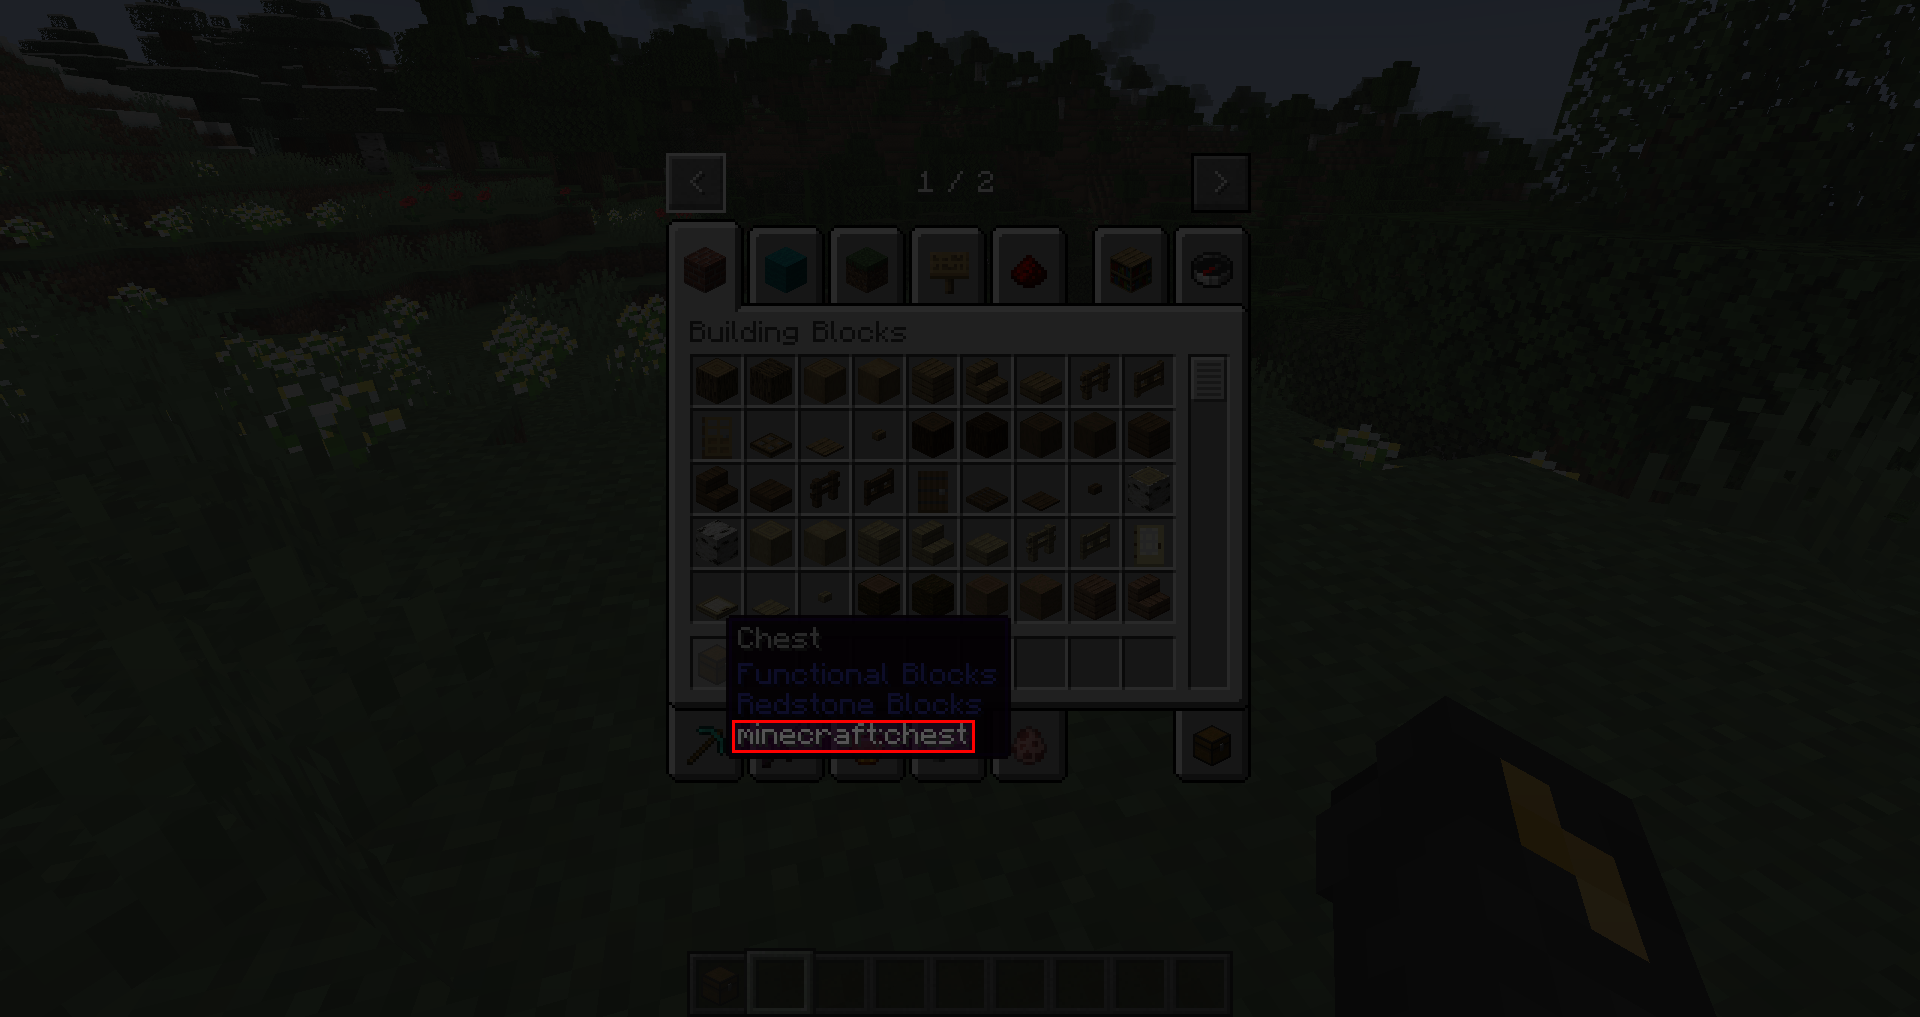 1 / 2
Building Blocks
Chest
Functional Blocks
Redstone Blocks
minecraft:chest